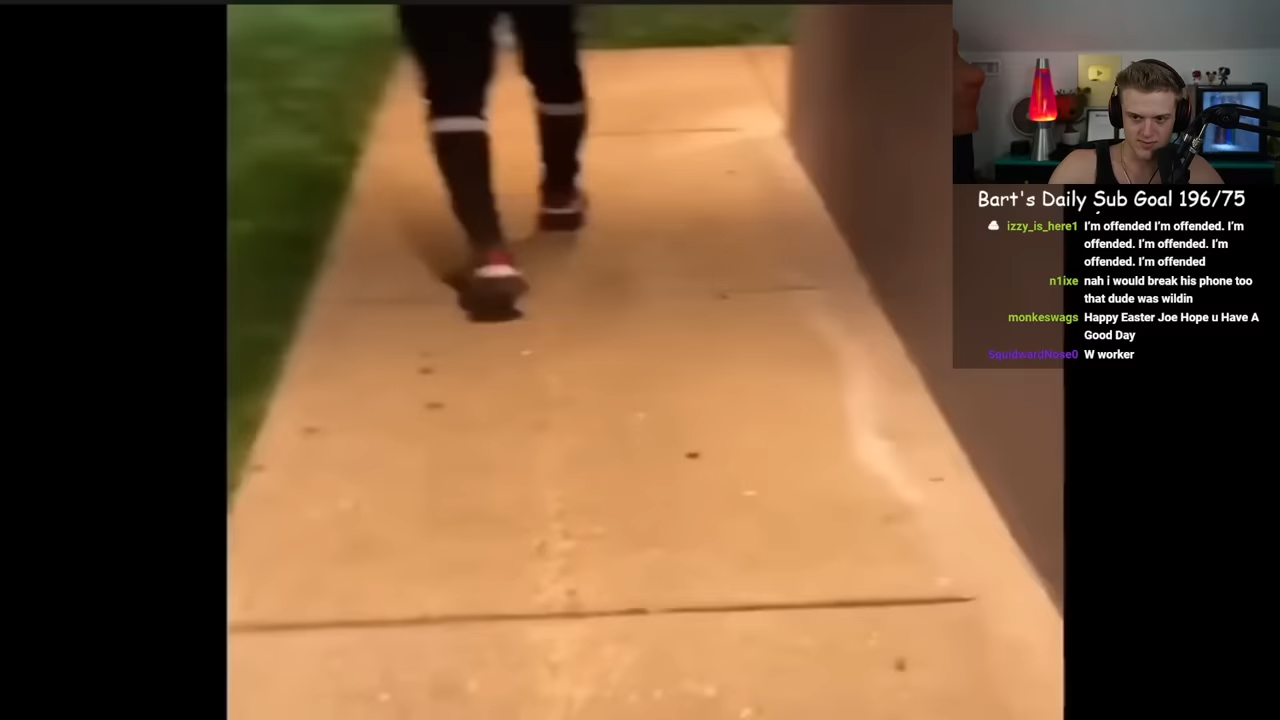 Bart's Daily Sub Goal 196/75
izzy_is_here1 I'm offended I'm offended. I'm
offended. I'm offended. I'm
offended. I'm offended
n1ixe nah i would break his phone too
that dude was wildin
monkeswags Happy Easter Joe Hope u Have A
Good Day
SquidwardNose0 W worker